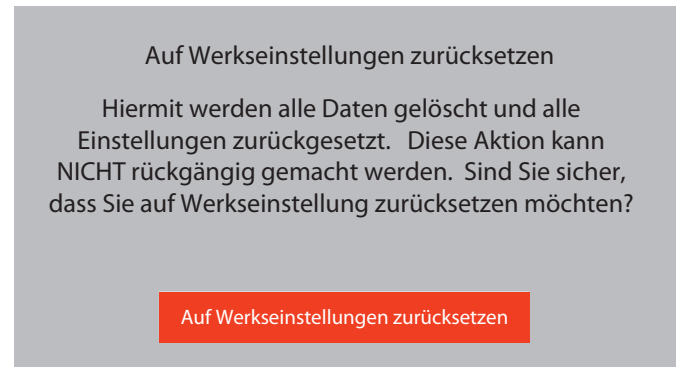 Auf Werkseinstellungen zurücksetzen
Hiermit werden alle Daten gelöscht und alle
Einstellungen zurückgesetzt.   Diese Aktion kann
NICHT rückgängig gemacht werden.  Sind Sie sicher,
dass Sie auf Werkseinstellung zurücksetzen möchten?
Auf Werkseinstellungen zurücksetzen